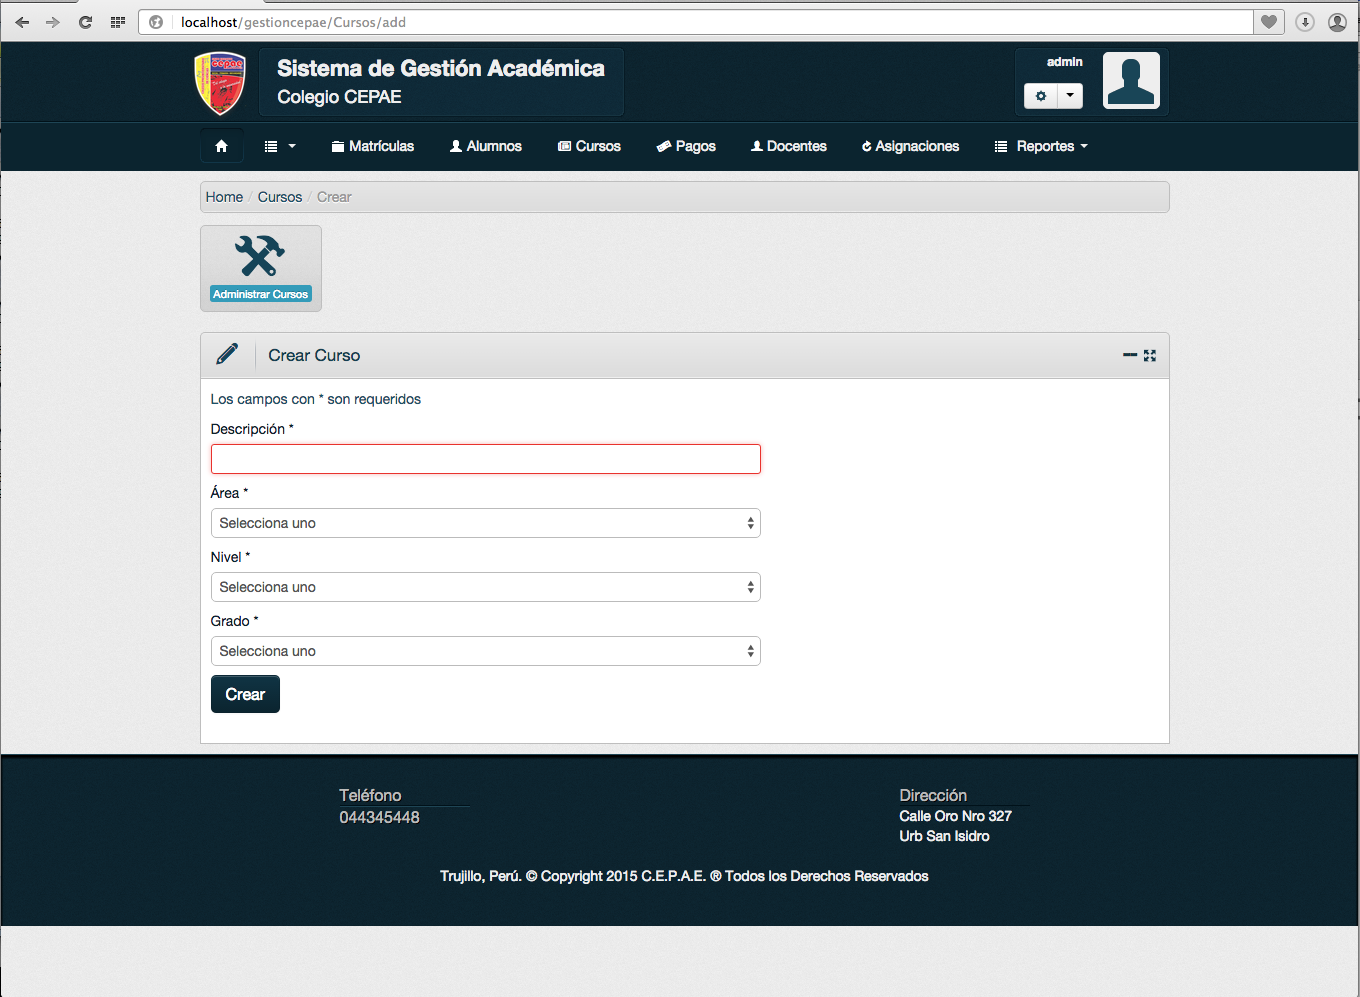 localhost/gestioncepae/Cursos/add
cepae
Sistema de Gestión Académica
Colegio CEPAE
admin
Matrículas Alumnos Cursos Pagos Docentes Asignaciones Reportes
Home / Cursos / Crear
Administrar Cursos
Crear Curso
Los campos con * son requeridos
Descripción *
Área *
Selecciona uno
Nivel *
Selecciona uno
Grado *
Selecciona uno
Crear
Teléfono
044345448
Dirección
Calle Oro Nro 327
Urb San Isidro
Trujillo, Perú. © Copyright 2015 C.E.P.A.E. ® Todos los Derechos Reservados